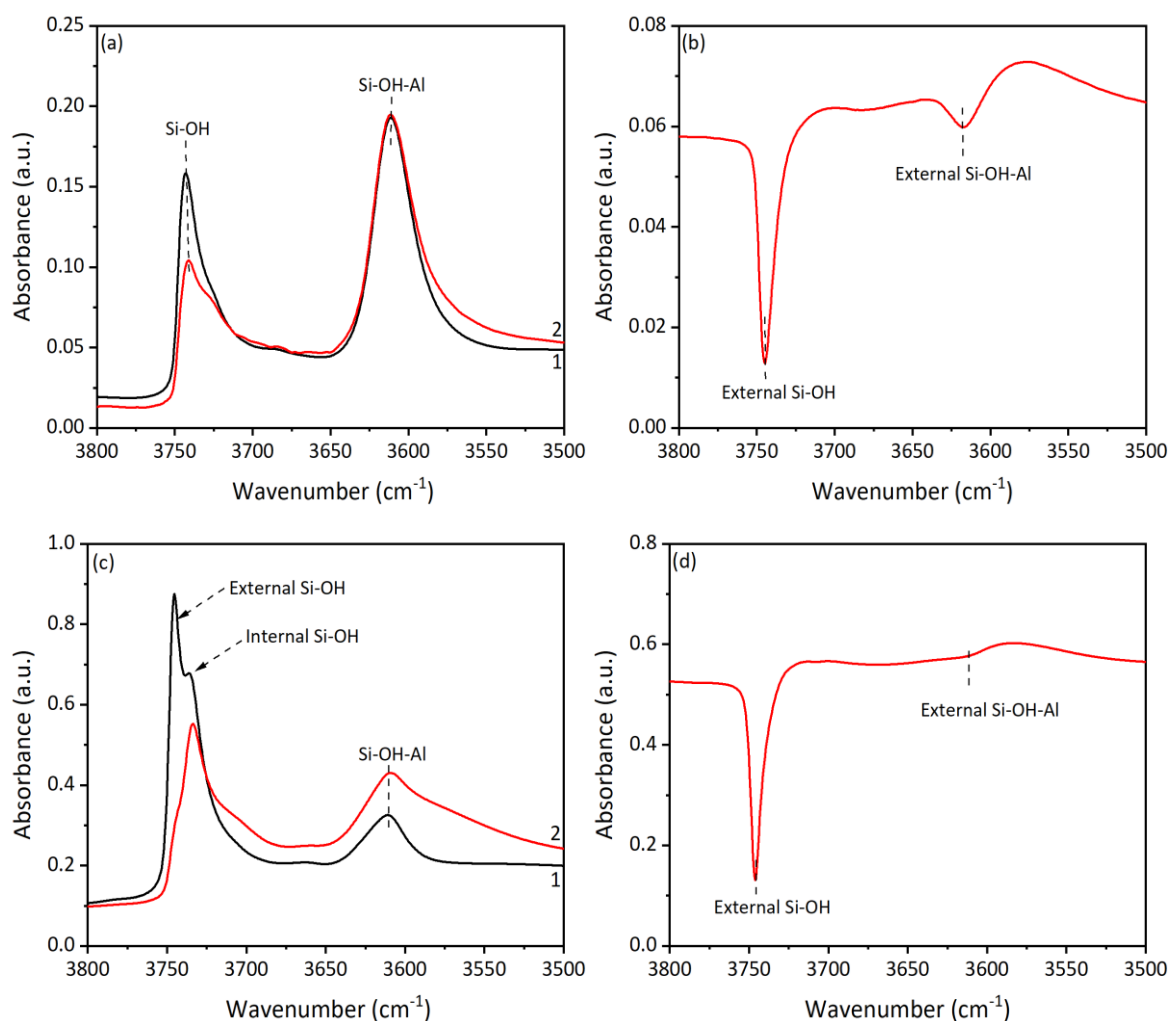 (a)
Si-OH
Si-OH-Al
2
1
0.25
0.20
0.15
0.10
0.05
0.00
3800 3750 3700 3650 3600 3550 3500
Absorbance (a.u.)
Wavenumber (cm-1)
(b)
External Si-OH-Al
External Si-OH
0.08
0.06
0.04
0.02
0.00
3800 3750 3700 3650 3600 3550 3500
Absorbance (a.u.)
Wavenumber (cm-1)
(c)
External Si-OH
Internal Si-OH
Si-OH-Al
2
1
1.0
0.8
0.6
0.4
0.2
0.0
3800 3750 3700 3650 3600 3550 3500
Absorbance (a.u.)
Wavenumber (cm-1)
(d)
External Si-OH-Al
External Si-OH
0.8
0.6
0.4
0.2
0.0
3800 3750 3700 3650 3600 3550 3500
Absorbance (a.u.)
Wavenumber (cm-1)